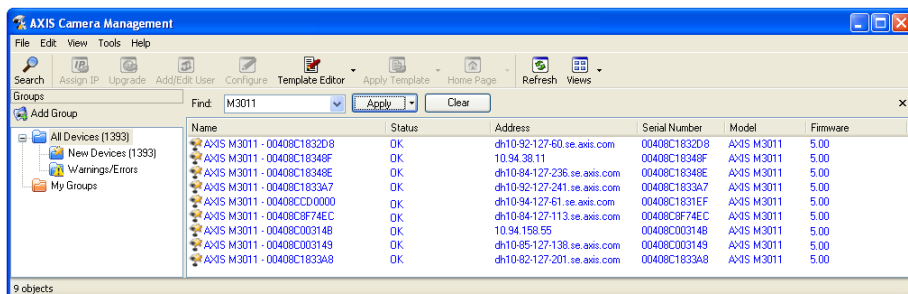 AXIS Camera Management
File Edit View Tools Help
Search Assign IP Upgrade Add/Edit User Configure Template Editor Apply Template Home Page Refresh Views
Groups
Add Group
Find: M3011 Apply Clear
All Devices (1393)
New Devices (1393)
Warnings/Errors
My Groups
Name Status Address Serial Number Model Firmware
AXIS M3011 - 00408C1832D8 OK dh10-92-127-60.se.axis.com 00408C1832D8 AXIS M3011 5.00
AXIS M3011 - 00408C18348F OK 10.94.38.11 00408C18348F AXIS M3011 5.00
AXIS M3011 - 00408C18348E OK dh10-84-127-236.se.axis.com 00408C18348E AXIS M3011 5.00
AXIS M3011 - 00408C1833A7 OK dh10-92-127-241.se.axis.com 00408C1833A7 AXIS M3011 5.00
AXIS M3011 - 00408CCD0000 OK dh10-94-127-61.se.axis.com 00408C1831EF AXIS M3011 5.00
AXIS M3011 - 00408C8F74EC OK dh10-84-127-113.se.axis.com 00408C8F74EC AXIS M3011 5.00
AXIS M3011 - 00408C00314B OK 10.94.158.55 00408C00314B AXIS M3011 5.00
AXIS M3011 - 00408C003149 OK dh10-85-127-138.se.axis.com 00408C003149 AXIS M3011 5.00
AXIS M3011 - 00408C1833A8 OK dh10-82-127-201.se.axis.com 00408C1833A8 AXIS M3011 5.00
9 objects